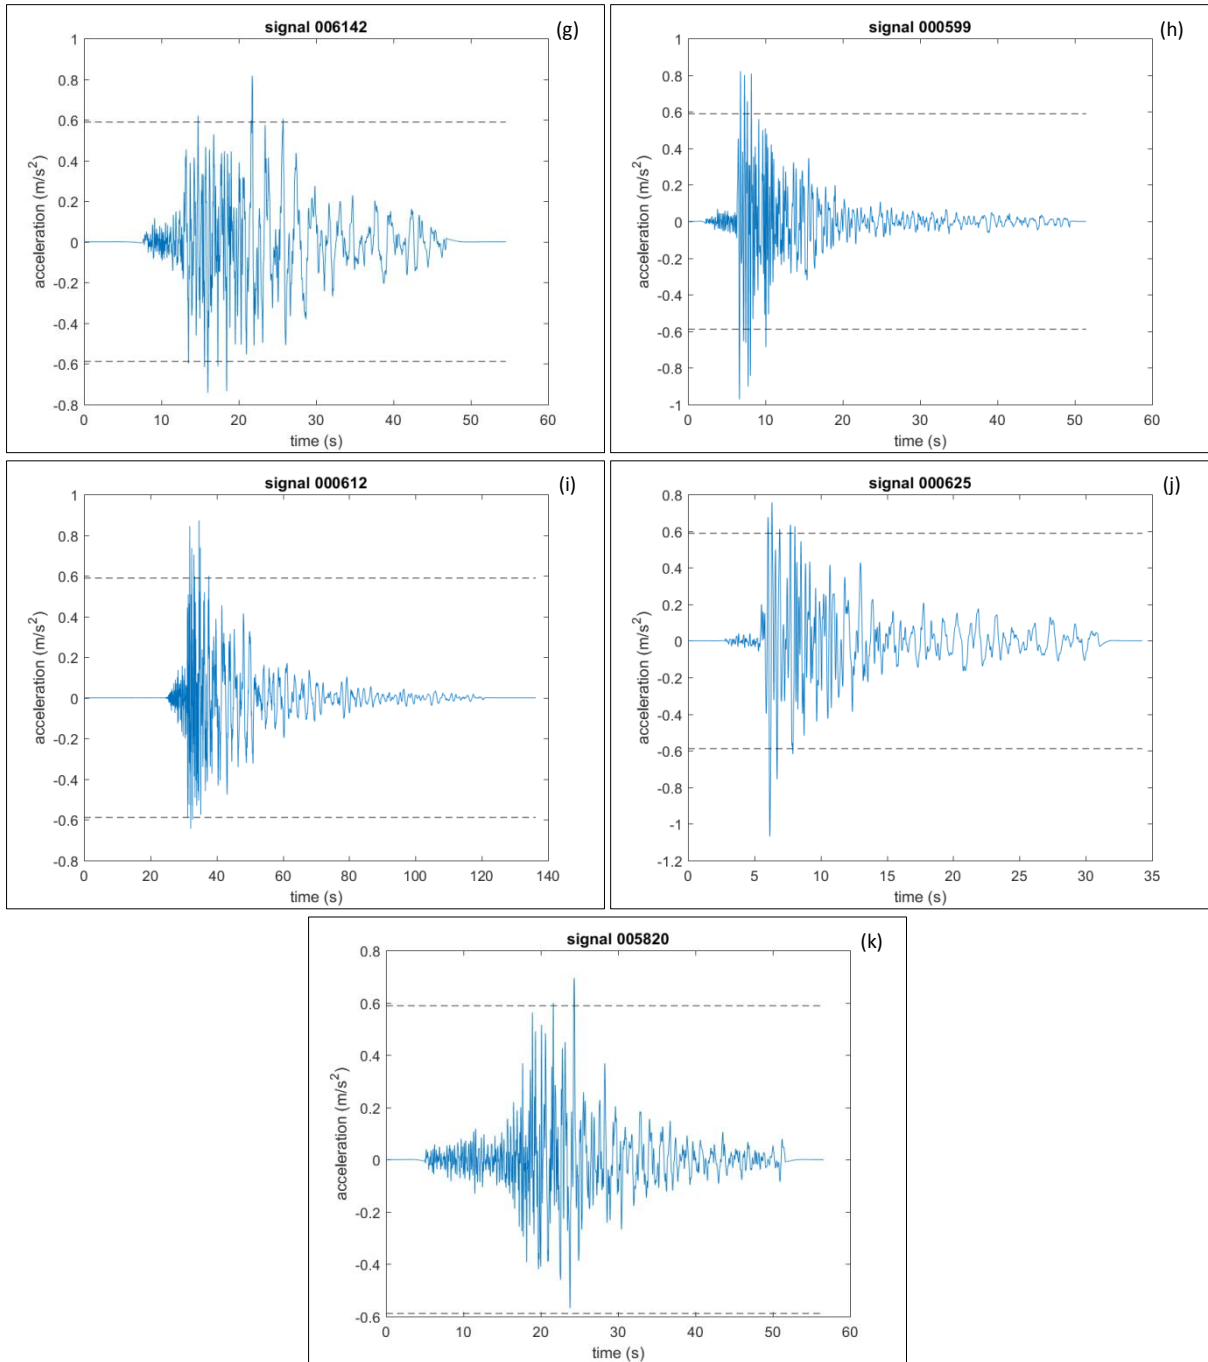 signal 006142
(g)
1
0.8
0.6
0.4
0.2
0
-0.2
-0.4
-0.6
-0.8
acceleration (m/s²)
0 10 20 30 40 50 60
time (s)
signal 000599
(h)
1
0.8
0.6
0.4
0.2
0
-0.2
-0.4
-0.6
-0.8
-1
acceleration (m/s²)
0 10 20 30 40 50 60
time (s)
signal 000612
(i)
1
0.8
0.6
0.4
0.2
0
-0.2
-0.4
-0.6
-0.8
acceleration (m/s²)
0 20 40 60 80 100 120 140
time (s)
signal 000625
(j)
0.8
0.6
0.4
0.2
0
-0.2
-0.4
-0.6
-0.8
-1
-1.2
acceleration (m/s²)
0 5 10 15 20 25 30 35
time (s)
signal 005820
(k)
0.8
0.6
0.4
0.2
0
-0.2
-0.4
-0.6
acceleration (m/s²)
0 10 20 30 40 50 60
time (s)